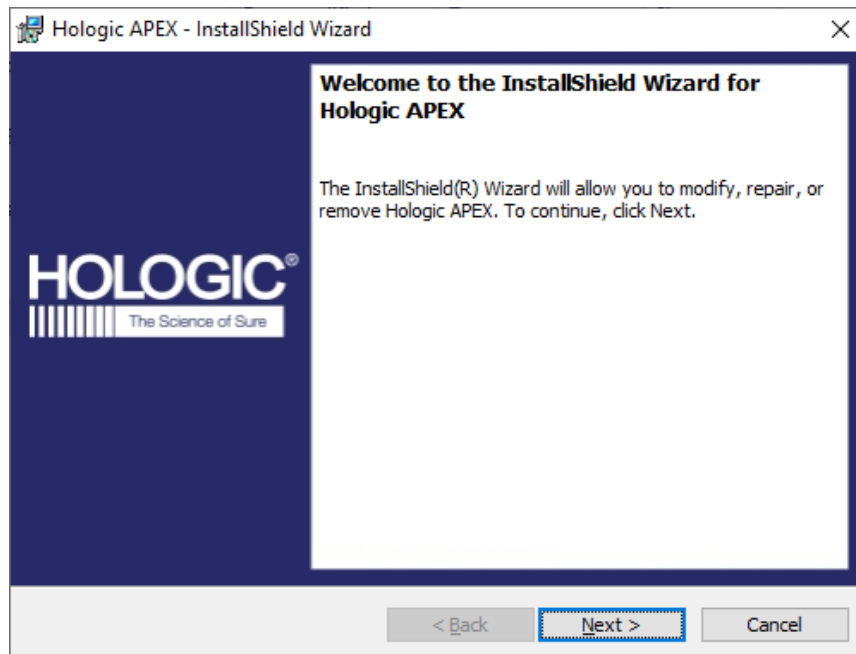 Hologic APEX - InstallShield Wizard
Welcome to the InstallShield Wizard for
Hologic APEX
The InstallShield(R) Wizard will allow you to modify, repair, or
remove Hologic APEX. To continue, click Next.
HOLOGIC®
The Science of Sure
< Back
Next >
Cancel